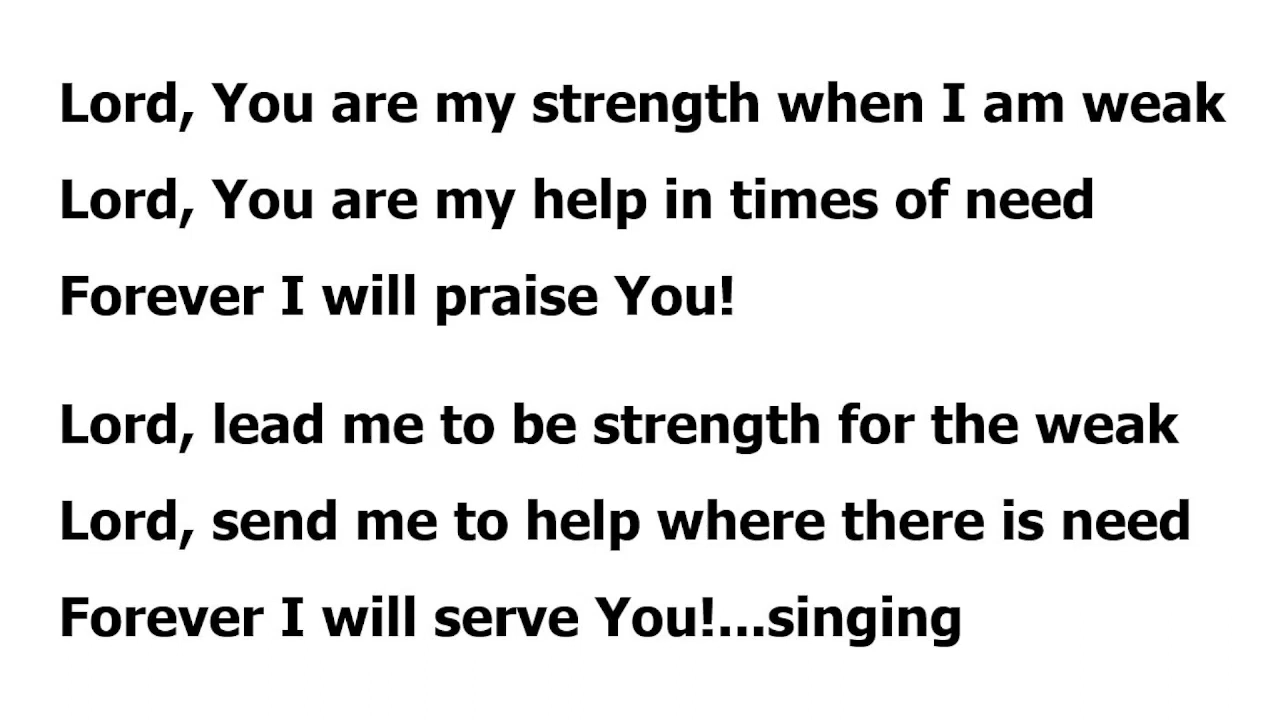 Lord, You are my strength when I am weak
Lord, You are my help in times of need
Forever I will praise You!
Lord, lead me to be strength for the weak
Lord, send me to help where there is need
Forever I will serve You!...singing